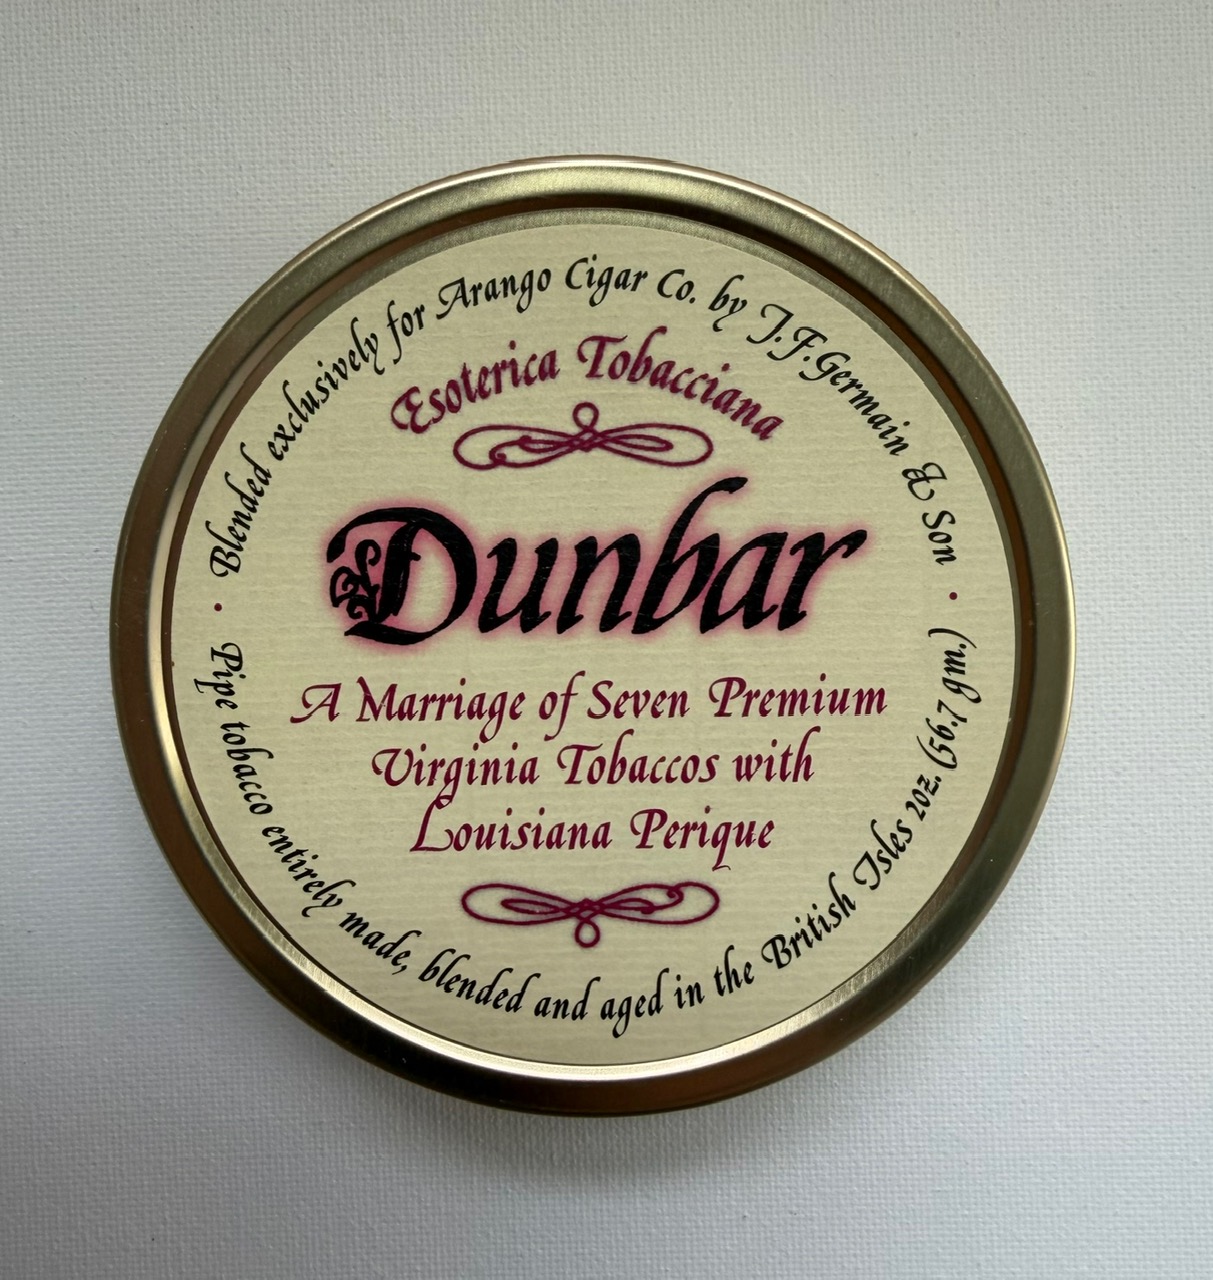 Blended exclusively for Arango Cigar Co. by J.F.Germain & Son
Esoterica Tobacciana
Dunbar
A Marriage of Seven Premium
Virginia Tobaccos with
Louisiana Perique
Pipe tobacco entirely made, blended and aged in the British Isles 2oz. (56.7 gm.)